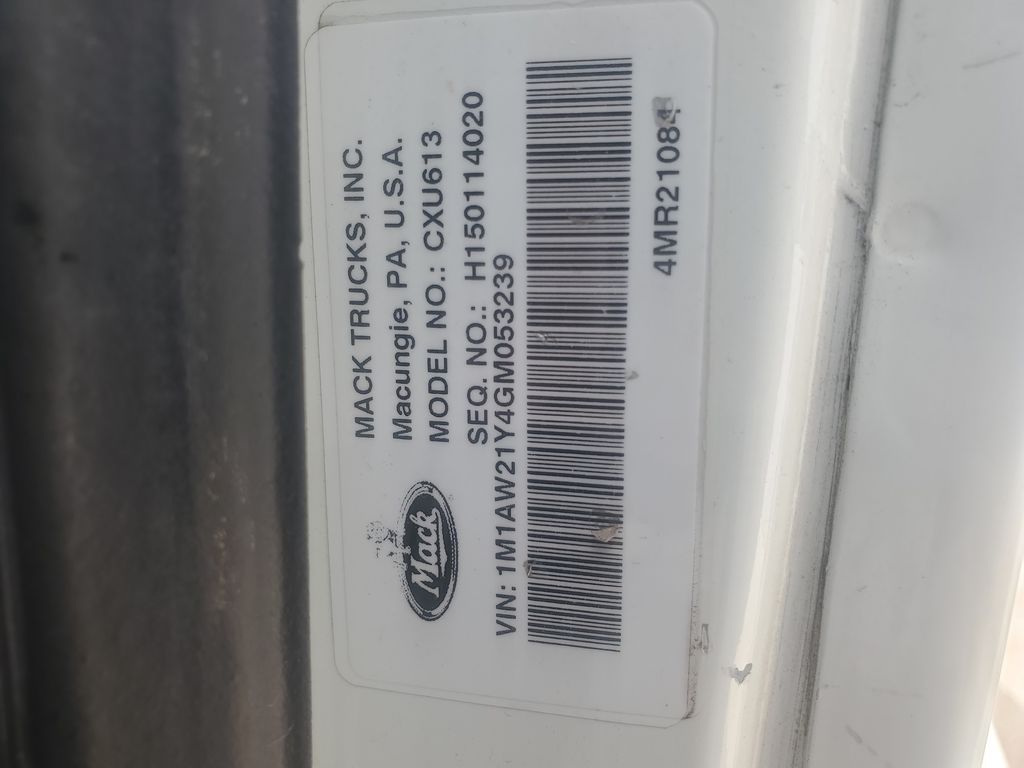 MACK TRUCKS, INC.
Macungie, PA, U.S.A.
MODEL NO.: CXU613
SEQ. NO.: H150114020
Mack
VIN: 1M1AW21Y4GM053239
4MR21084